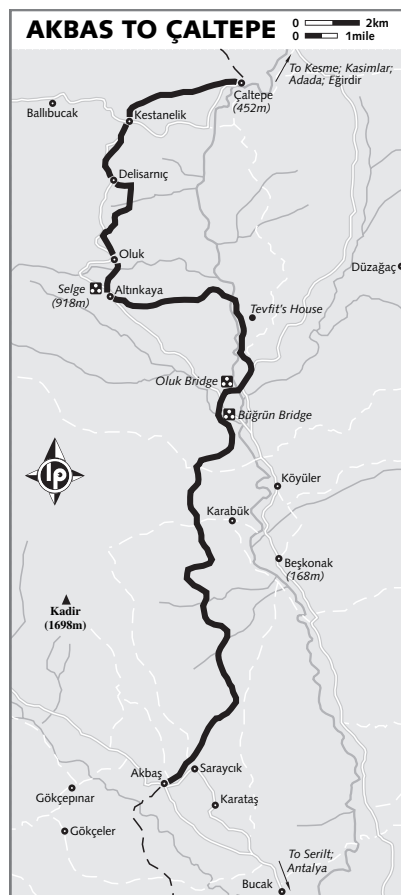 AKBAS TO ÇALTEPE
0 2km
0 1mile
To Kesme; Kasimlar;
Adada; Eğirdir
Çaltepe
(452m)
Ballıbucak
Kestanelik
Delisarnıç
Oluk
Düzağaç
Selge
(918m)
Altınkaya
Tevfit's House
Oluk Bridge
Büğrün Bridge
lp
Köyüler
Karabük
Beşkonak
(168m)
Kadir
(1698m)
Akbaş
Saraycık
Gökçepınar
Karataş
Gökçeler
To Serilt;
Antalya
Bucak